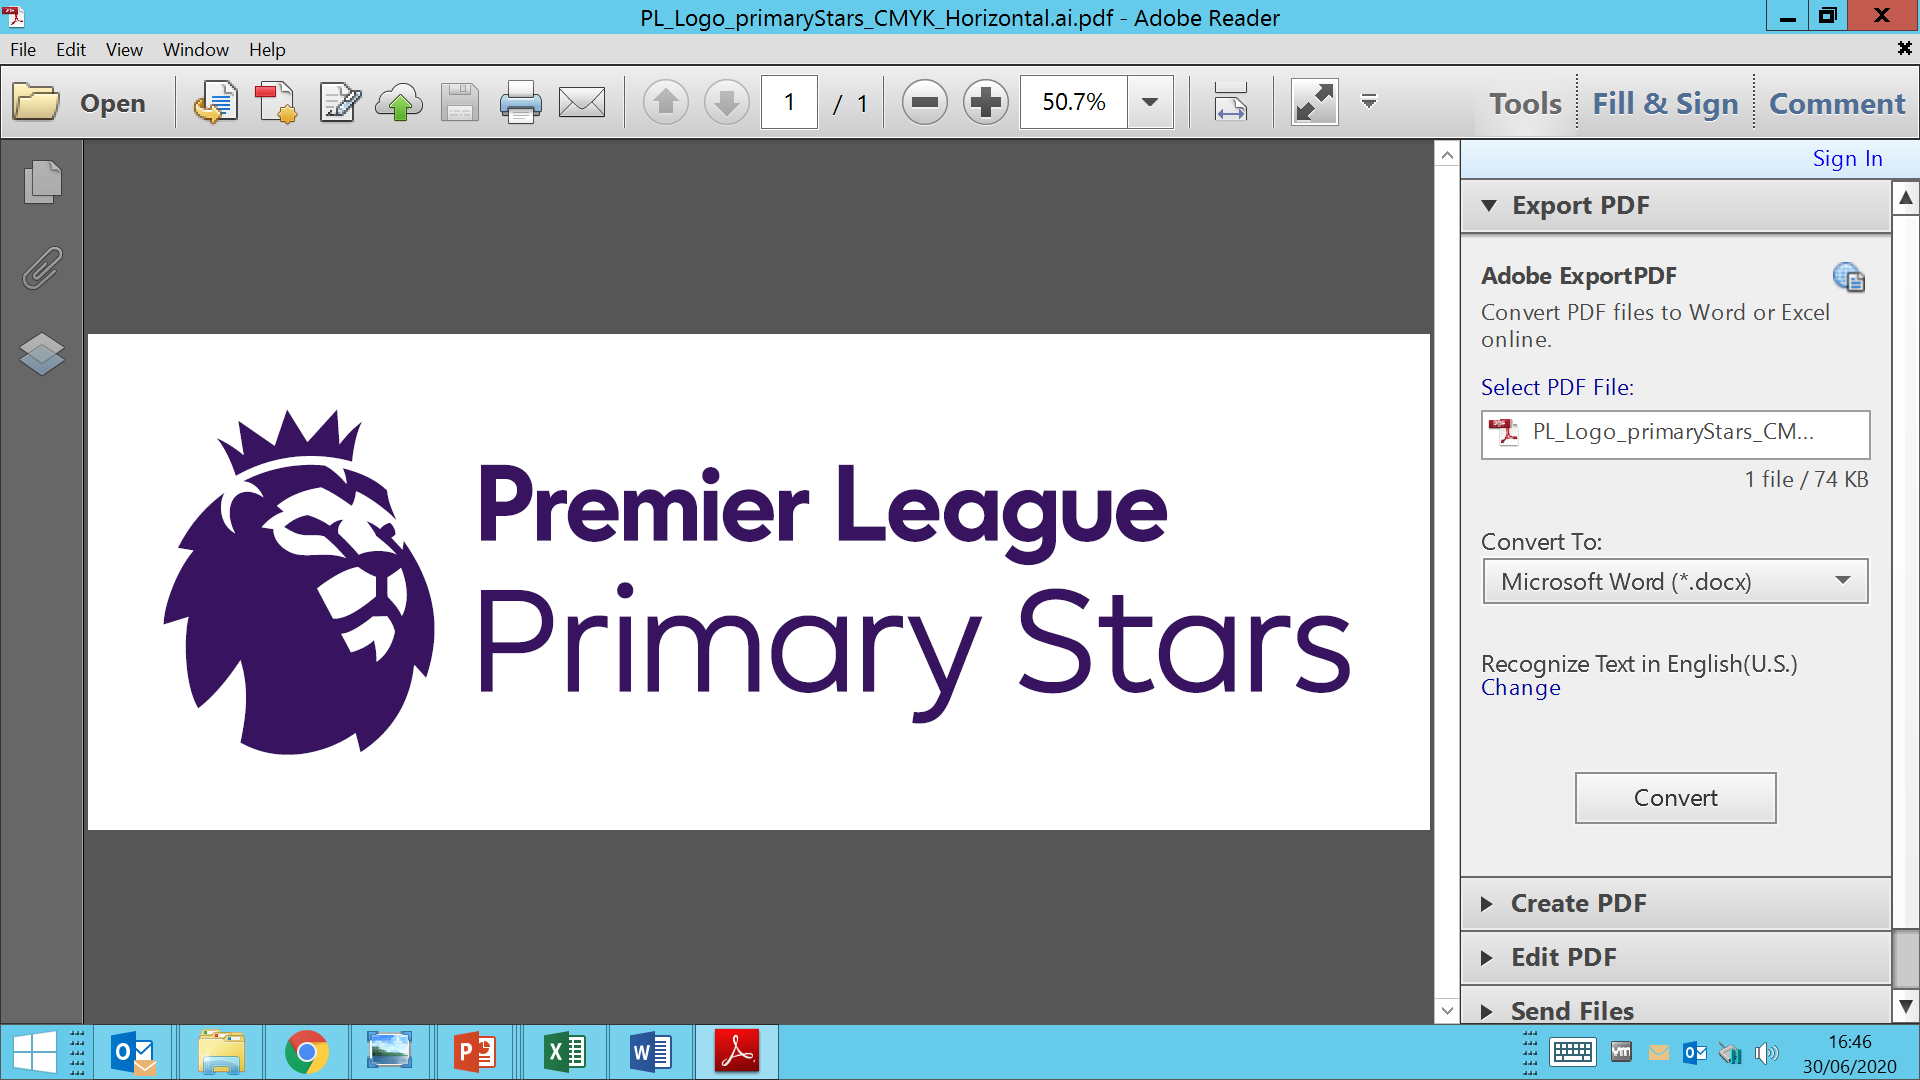 PL_Logo_primaryStars_CMYK_Horizontal.ai.pdf - Adobe Reader
File Edit View Window Help
Open 1 / 1 50.7% Tools Fill & Sign Comment
Sign In
Export PDF
Adobe ExportPDF
Convert PDF files to Word or Excel
online.
Select PDF File:
PL_Logo_primaryStars_CM...
1 file / 74 KB
Convert To:
Microsoft Word (*.docx)
Recognize Text in English(U.S.)
Change
Convert
Create PDF
Edit PDF
Send Files
Premier League
Primary Stars
16:46
30/06/2020